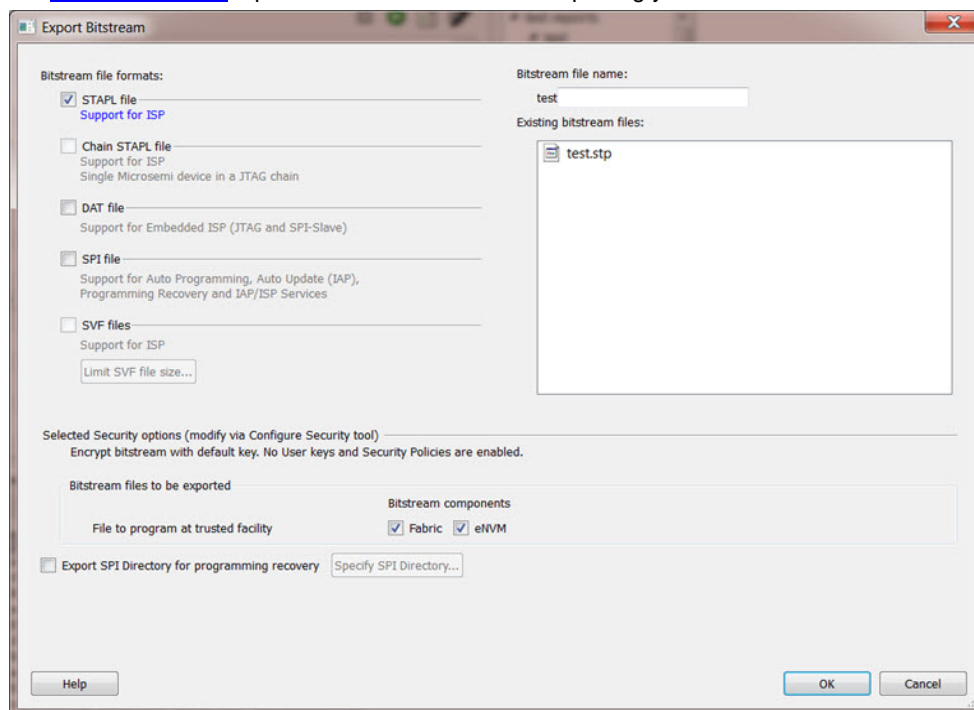 Export Bitstream
Bitstream file formats:
STAPL file
Support for ISP
Chain STAPL file
Support for ISP
Single Microsemi device in a JTAG chain
DAT file
Support for Embedded ISP (JTAG and SPI-Slave)
SPI file
Support for Auto Programming, Auto Update (IAP),
Programming Recovery and IAP/ISP Services
SVF files
Support for ISP
Limit SVF file size...
Bitstream file name:
test
Existing bitstream files:
test.stp
Selected Security options (modify via Configure Security tool)
Encrypt bitstream with default key. No User keys and Security Policies are enabled.
Bitstream files to be exported
Bitstream components
File to program at trusted facility Fabric eNVM
Export SPI Directory for programming recovery Specify SPI Directory...
Help OK Cancel